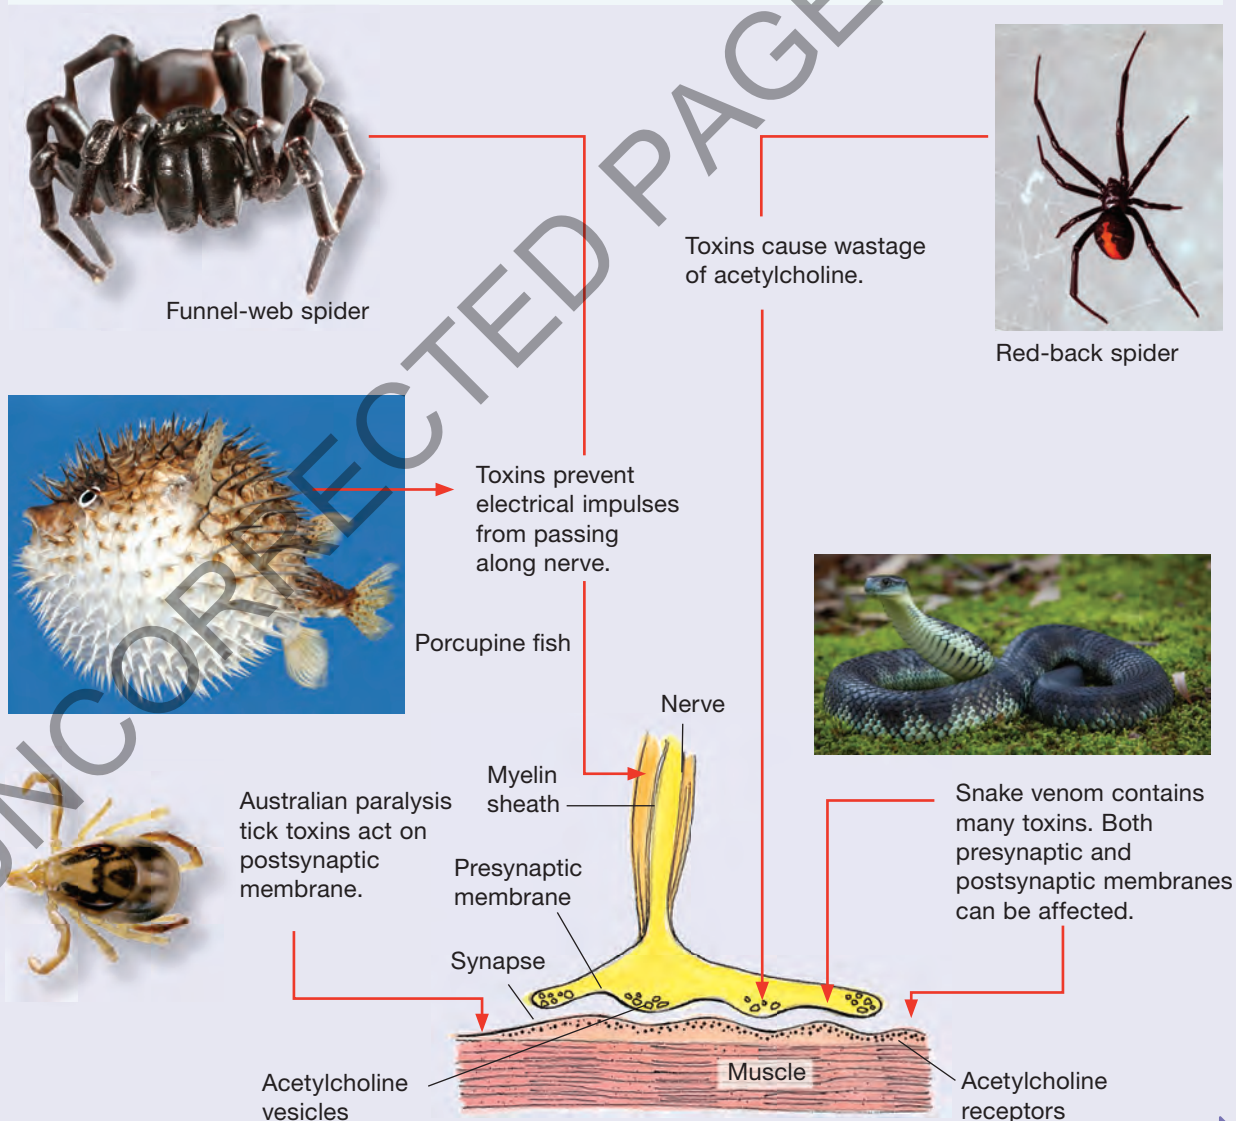 Funnel-web spider
Toxins cause wastage
of acetylcholine.
Red-back spider
Toxins prevent
electrical impulses
from passing
along nerve.
Porcupine fish
Nerve
Myelin
sheath
Australian paralysis
tick toxins act on
postsynaptic
membrane.
Presynaptic
membrane
Snake venom contains
many toxins. Both
presynaptic and
postsynaptic membranes
can be affected.
Synapse
Muscle
Acetylcholine
vesicles
Acetylcholine
receptors
UNCORRECTED PAGE